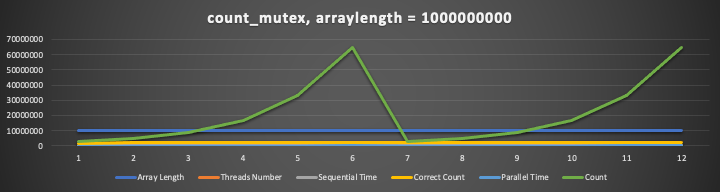 count_mutex, arraylength = 1000000000
70000000
60000000
50000000
40000000
30000000
20000000
10000000
0
1 2 3 4 5 6 7 8 9 10 11 12
Array Length Threads Number Sequential Time Correct Count Parallel Time Count